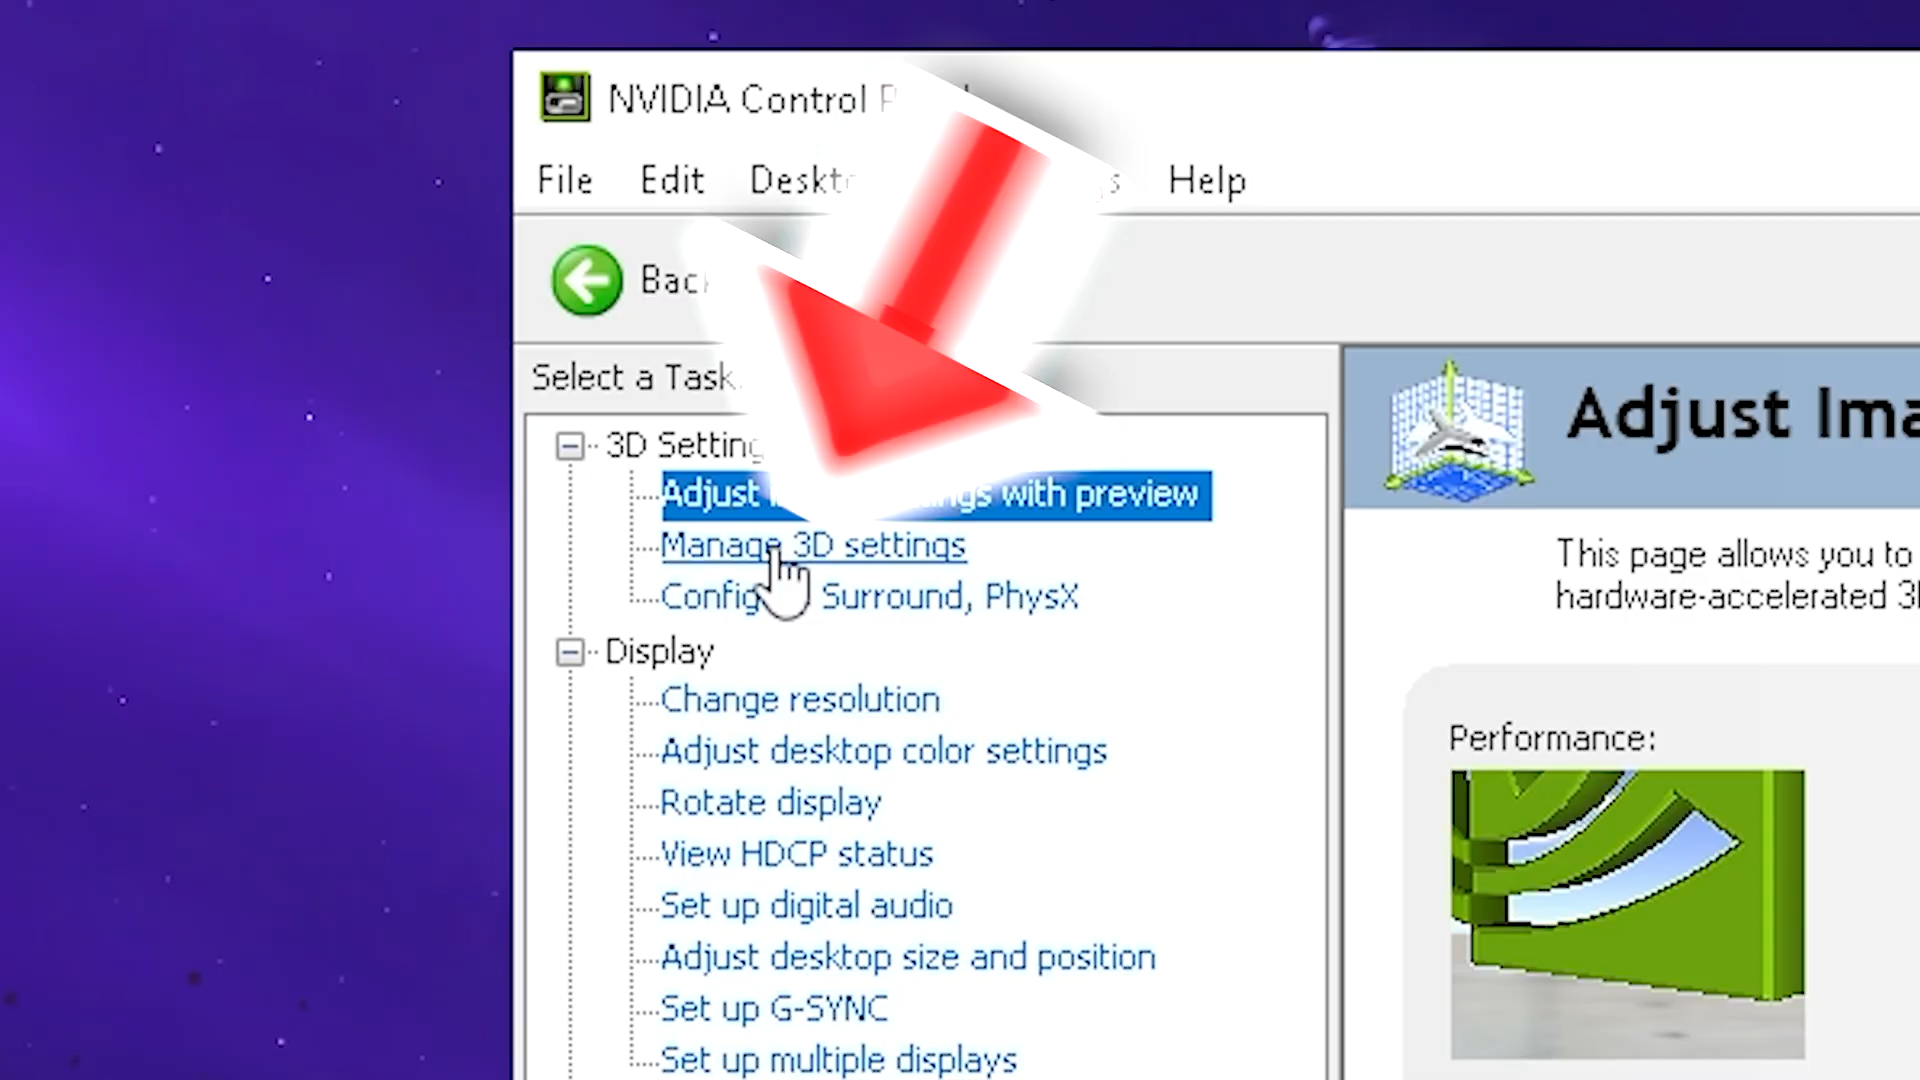 NVIDIA Control
File Edit Help
Back
Select a Task
3D
Adjust with preview
Manage 3D settings
Surround, PhysX
Display
Change resolution
Adjust desktop color settings
Rotate display
View HDCP status
Set up digital audio
Adjust desktop size and position
Set up G-SYNC
Set up multiple displays
Adjust
This page allows you to
hardware-accelerated
Performance: